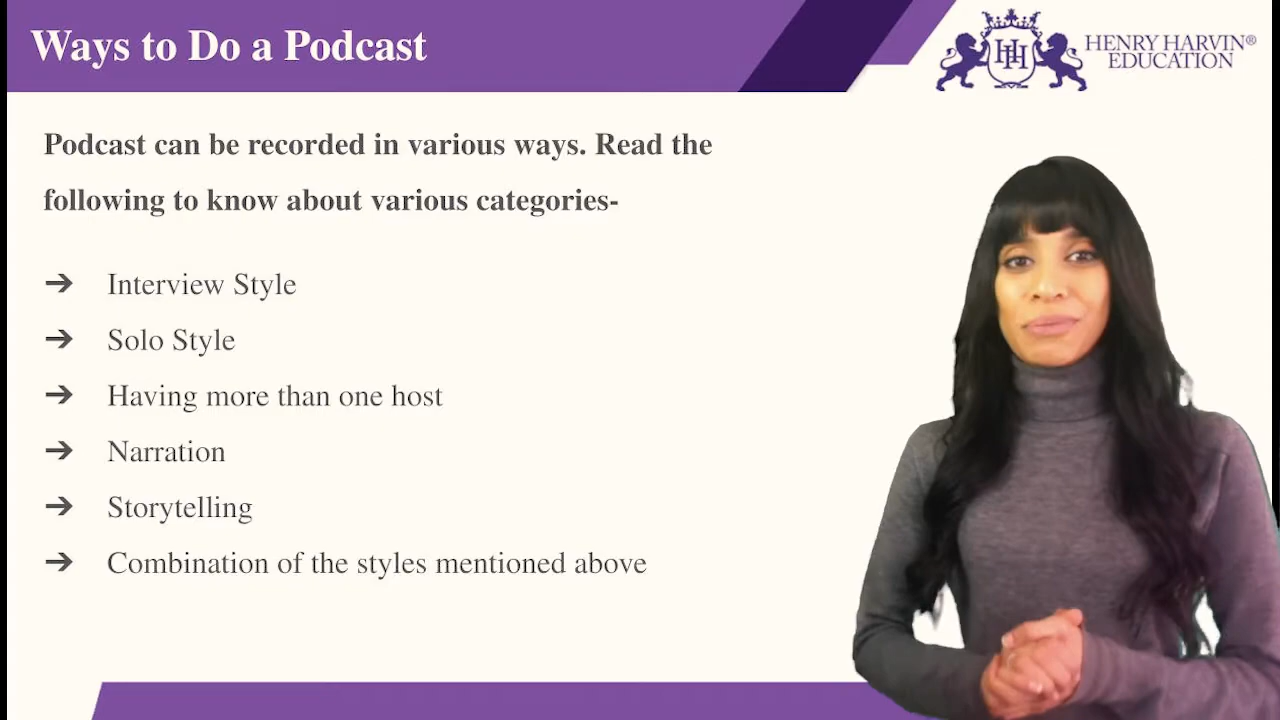 Ways to Do a Podcast
HENRY HARVIN®
EDUCATION
Podcast can be recorded in various ways. Read the
following to know about various categories-
➔ Interview Style
➔ Solo Style
➔ Having more than one host
➔ Narration
➔ Storytelling
➔ Combination of the styles mentioned above